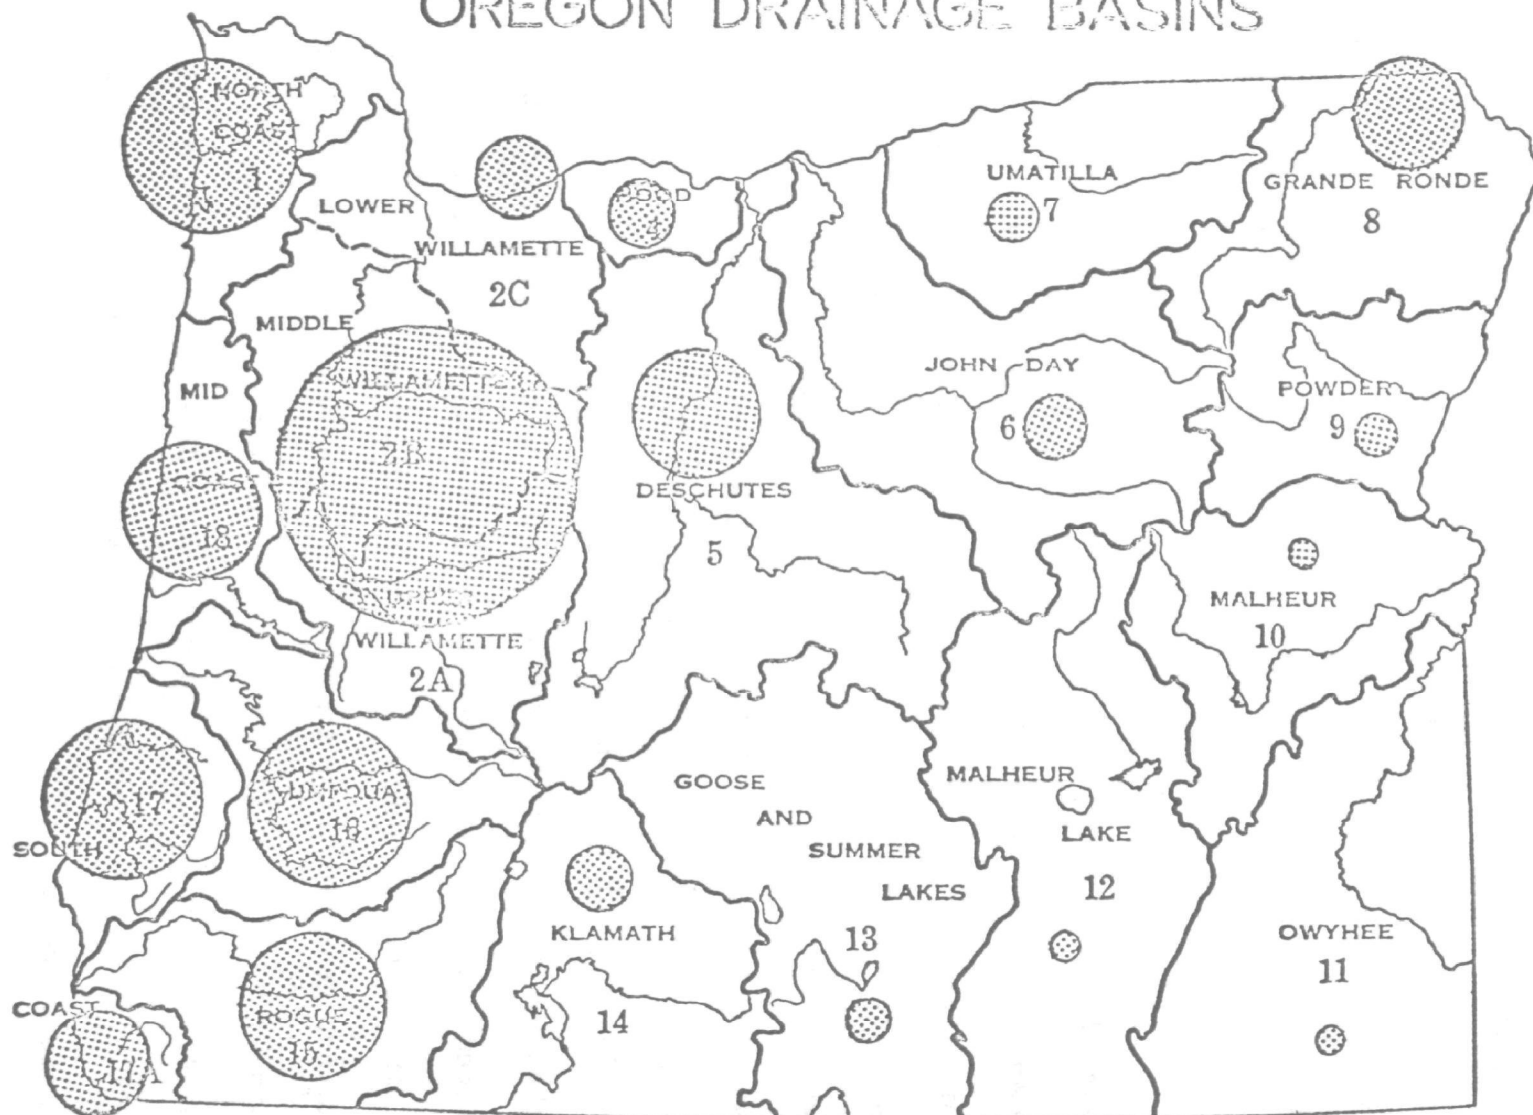 OREGON DRAINAGE BASINS
NORTH
COAST
1
LOWER
WILLAMETTE
2C
4
UMATILLA
7
GRANDE RONDE
8
MIDDLE
WILLAMETTE
2B
MID
COAST
18
DESCHUTES
5
JOHN DAY
6
POWDER
9
MALHEUR
10
UPPER
WILLAMETTE
2A
17
SOUTH
UMPQUA
16
GOOSE
AND
SUMMER
LAKES
13
MALHEUR
LAKE
12
KLAMATH
14
OWYHEE
11
COAST
17A
ROGUE
15